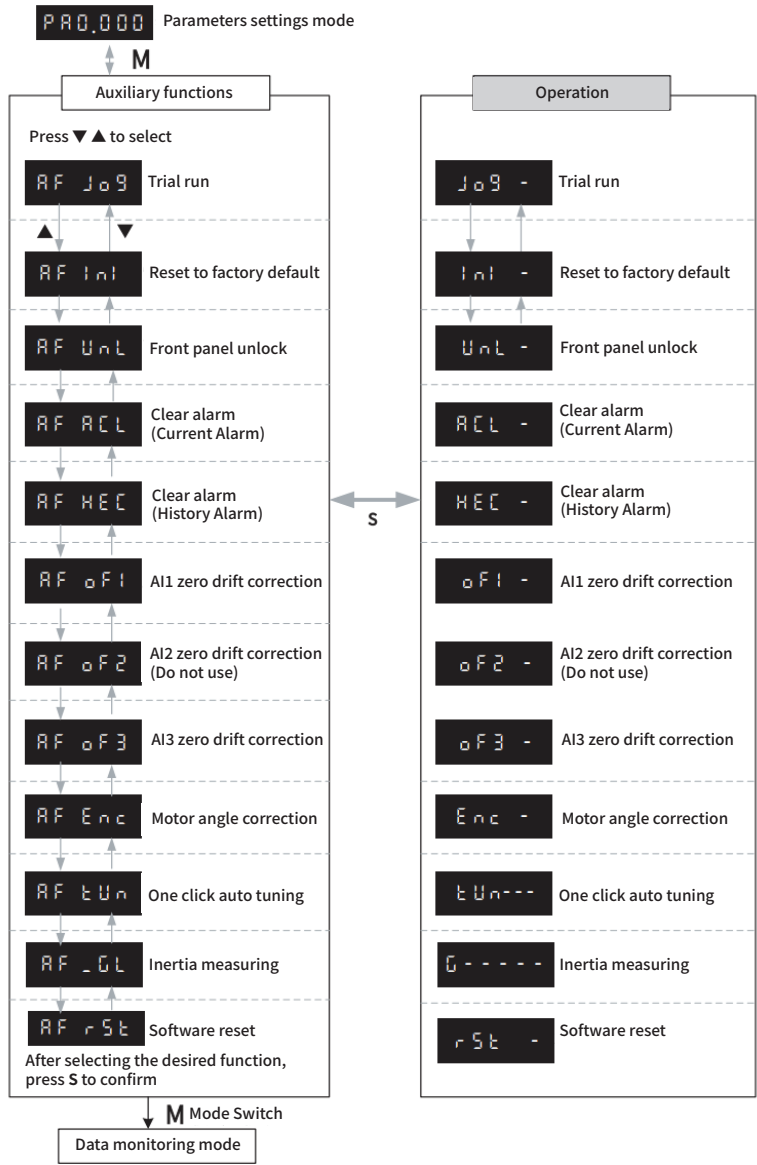 PA0.000 Parameters settings mode
M
Auxiliary functions
Press ▼ ▲ to select
AF Jog Trial run
▲ ▼
AF InI Reset to factory default
AF UnL Front panel unlock
AF ACL Clear alarm
(Current Alarm)
AF HEC Clear alarm
(History Alarm)
AF oF1 AI1 zero drift correction
AF oF2 AI2 zero drift correction
(Do not use)
AF oF3 AI3 zero drift correction
AF Enc Motor angle correction
AF tUn One click auto tuning
AF _GL Inertia measuring
AF rSt Software reset
After selecting the desired function,
press S to confirm
M Mode Switch
Data monitoring mode
S
Operation
Jog - Trial run
InI - Reset to factory default
UnL - Front panel unlock
ACL - Clear alarm
(Current Alarm)
HEC - Clear alarm
(History Alarm)
oF1 - AI1 zero drift correction
oF2 - AI2 zero drift correction
(Do not use)
oF3 - AI3 zero drift correction
Enc - Motor angle correction
tUn--- One click auto tuning
G----- Inertia measuring
rSt - Software reset